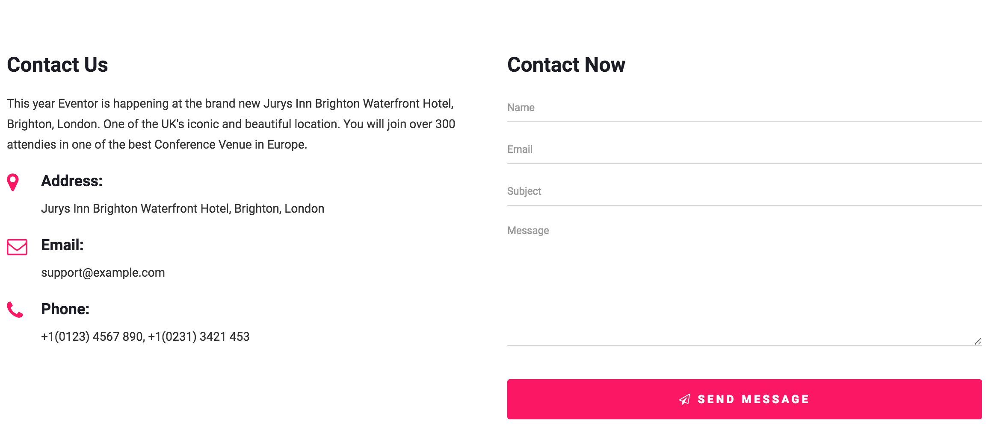 Contact Us
This year Eventor is happening at the brand new Jurys Inn Brighton Waterfront Hotel,
Brighton, London. One of the UK's iconic and beautiful location. You will join over 300
attendies in one of the best Conference Venue in Europe.
Address:
Jurys Inn Brighton Waterfront Hotel, Brighton, London
Email:
support@example.com
Phone:
+1(0123) 4567 890, +1(0231) 3421 453
Contact Now
Name
Email
Subject
Message
SEND MESSAGE